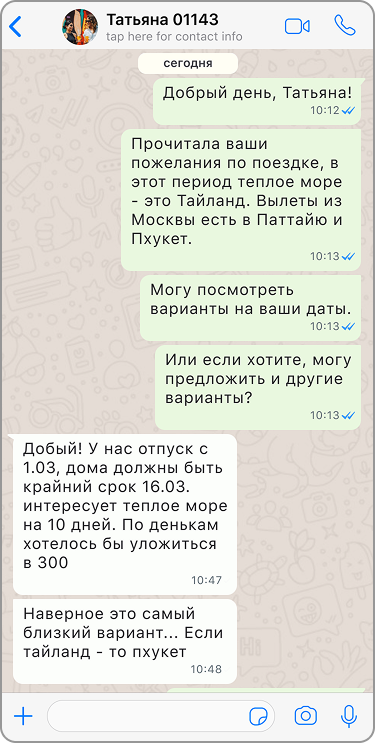 Татьяна 01143
tap here for contact info
сегодня
Добрый день, Татьяна!
10:12
Прочитала ваши
пожелания по поездке, в
этот период теплое море
- это Тайланд. Вылеты из
Москвы есть в Паттайю и
Пхукет.
10:13
Могу посмотреть
варианты на ваши даты.
10:13
Или если хотите, могу
предложить и другие
варианты?
10:13
Добый! У нас отпуск с
1.03, дома должны быть
крайний срок 16.03.
интересует теплое море
на 10 дней. По денькам
хотелось бы уложиться
в 300
10:47
Наверное это самый
близкий вариант... Если
тайланд - то пхукет
10:48